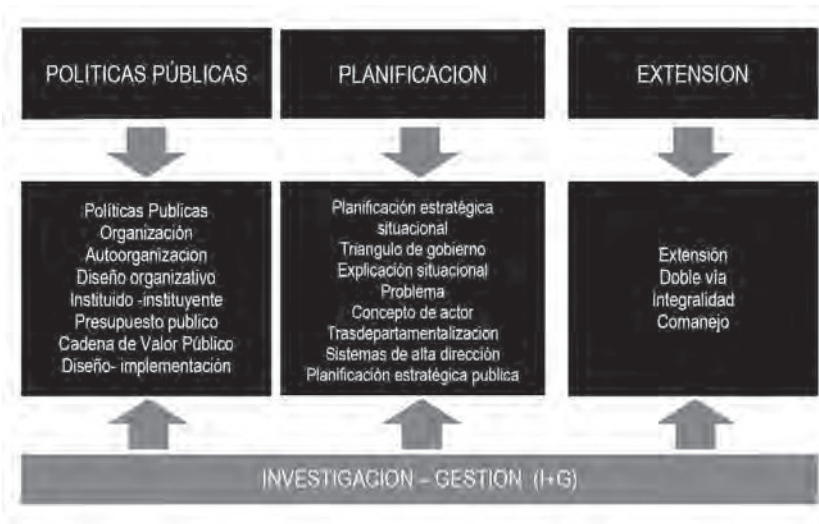 POLITICAS PÚBLICAS
PLANIFICACION
EXTENSION
Políticas Publicas
Organización
Autoorganizacion
Diseño organizativo
Instituido -instituyente
Presupuesto publico
Cadena de Valor Público
Diseño- implementación
Planificación estratégica
situacional
Triangulo de gobierno
Explicación situacional
Problema
Concepto de actor
Trasdepartamentalizacion
Sistemas de alta dirección
Planificación estratégica publica
Extensión
Doble vía
Integralidad
Comanejo
INVESTIGACION – GESTION (I+G)